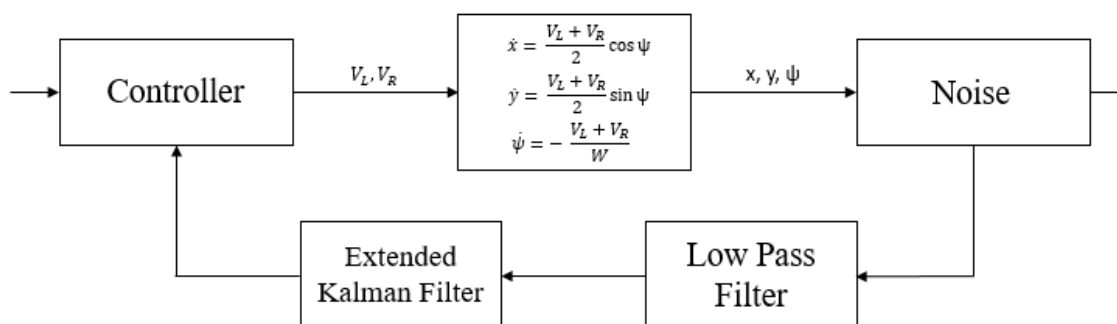 Controller
V_L, V_R
ẋ = (V_L + V_R)/2 cos ψ
ẏ = (V_L + V_R)/2 sin ψ
ψ̇ = − (V_L + V_R)/W
x, y, ψ
Noise
Extended
Kalman Filter
Low Pass
Filter